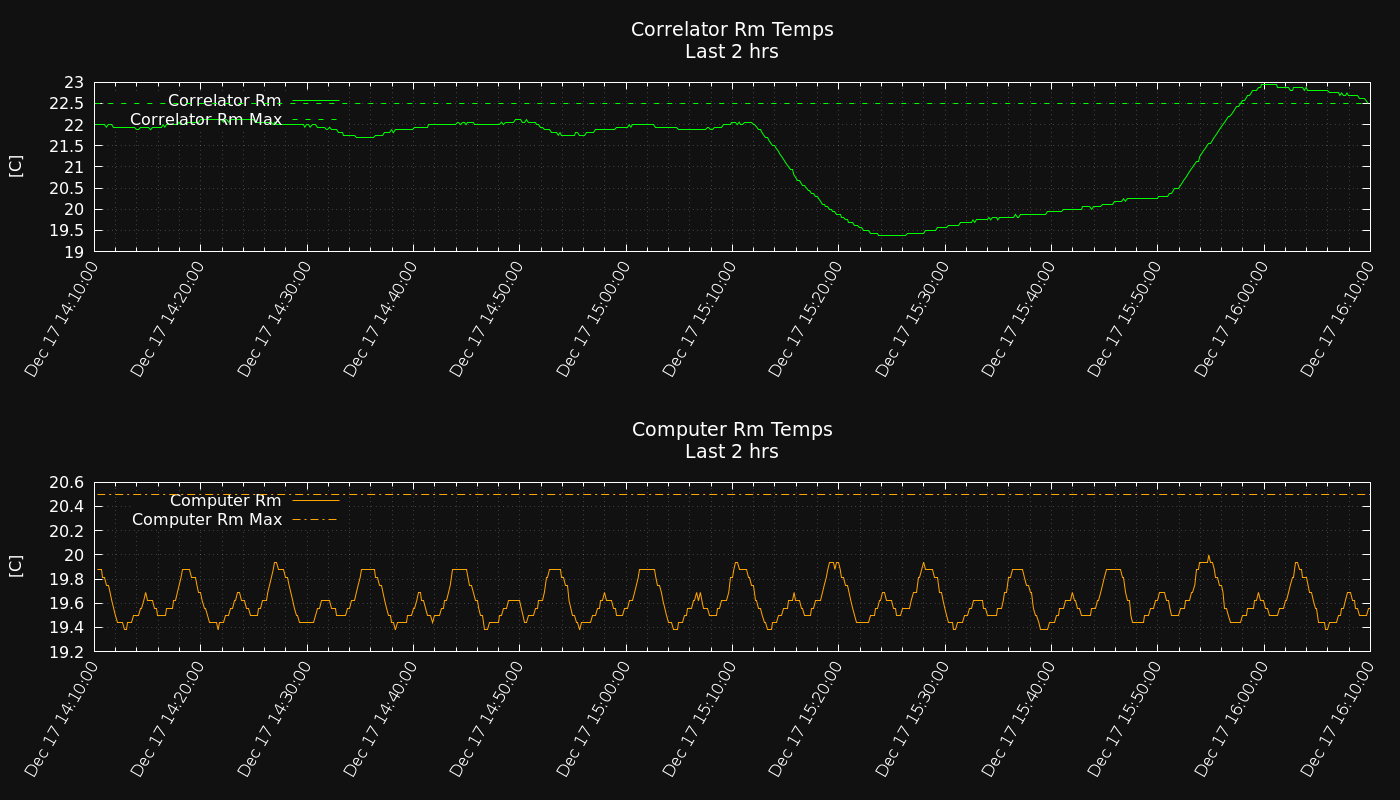 Correlator Rm Temps
Last 2 hrs
[C]
23
22.5
22
21.5
21
20.5
20
19.5
19
Correlator Rm
Correlator Rm Max
Dec 17 14:10:00
Dec 17 14:20:00
Dec 17 14:30:00
Dec 17 14:40:00
Dec 17 14:50:00
Dec 17 15:00:00
Dec 17 15:10:00
Dec 17 15:20:00
Dec 17 15:30:00
Dec 17 15:40:00
Dec 17 15:50:00
Dec 17 16:00:00
Dec 17 16:10:00
Computer Rm Temps
Last 2 hrs
[C]
20.6
20.4
20.2
20
19.8
19.6
19.4
19.2
Computer Rm
Computer Rm Max
Dec 17 14:10:00
Dec 17 14:20:00
Dec 17 14:30:00
Dec 17 14:40:00
Dec 17 14:50:00
Dec 17 15:00:00
Dec 17 15:10:00
Dec 17 15:20:00
Dec 17 15:30:00
Dec 17 15:40:00
Dec 17 15:50:00
Dec 17 16:00:00
Dec 17 16:10:00